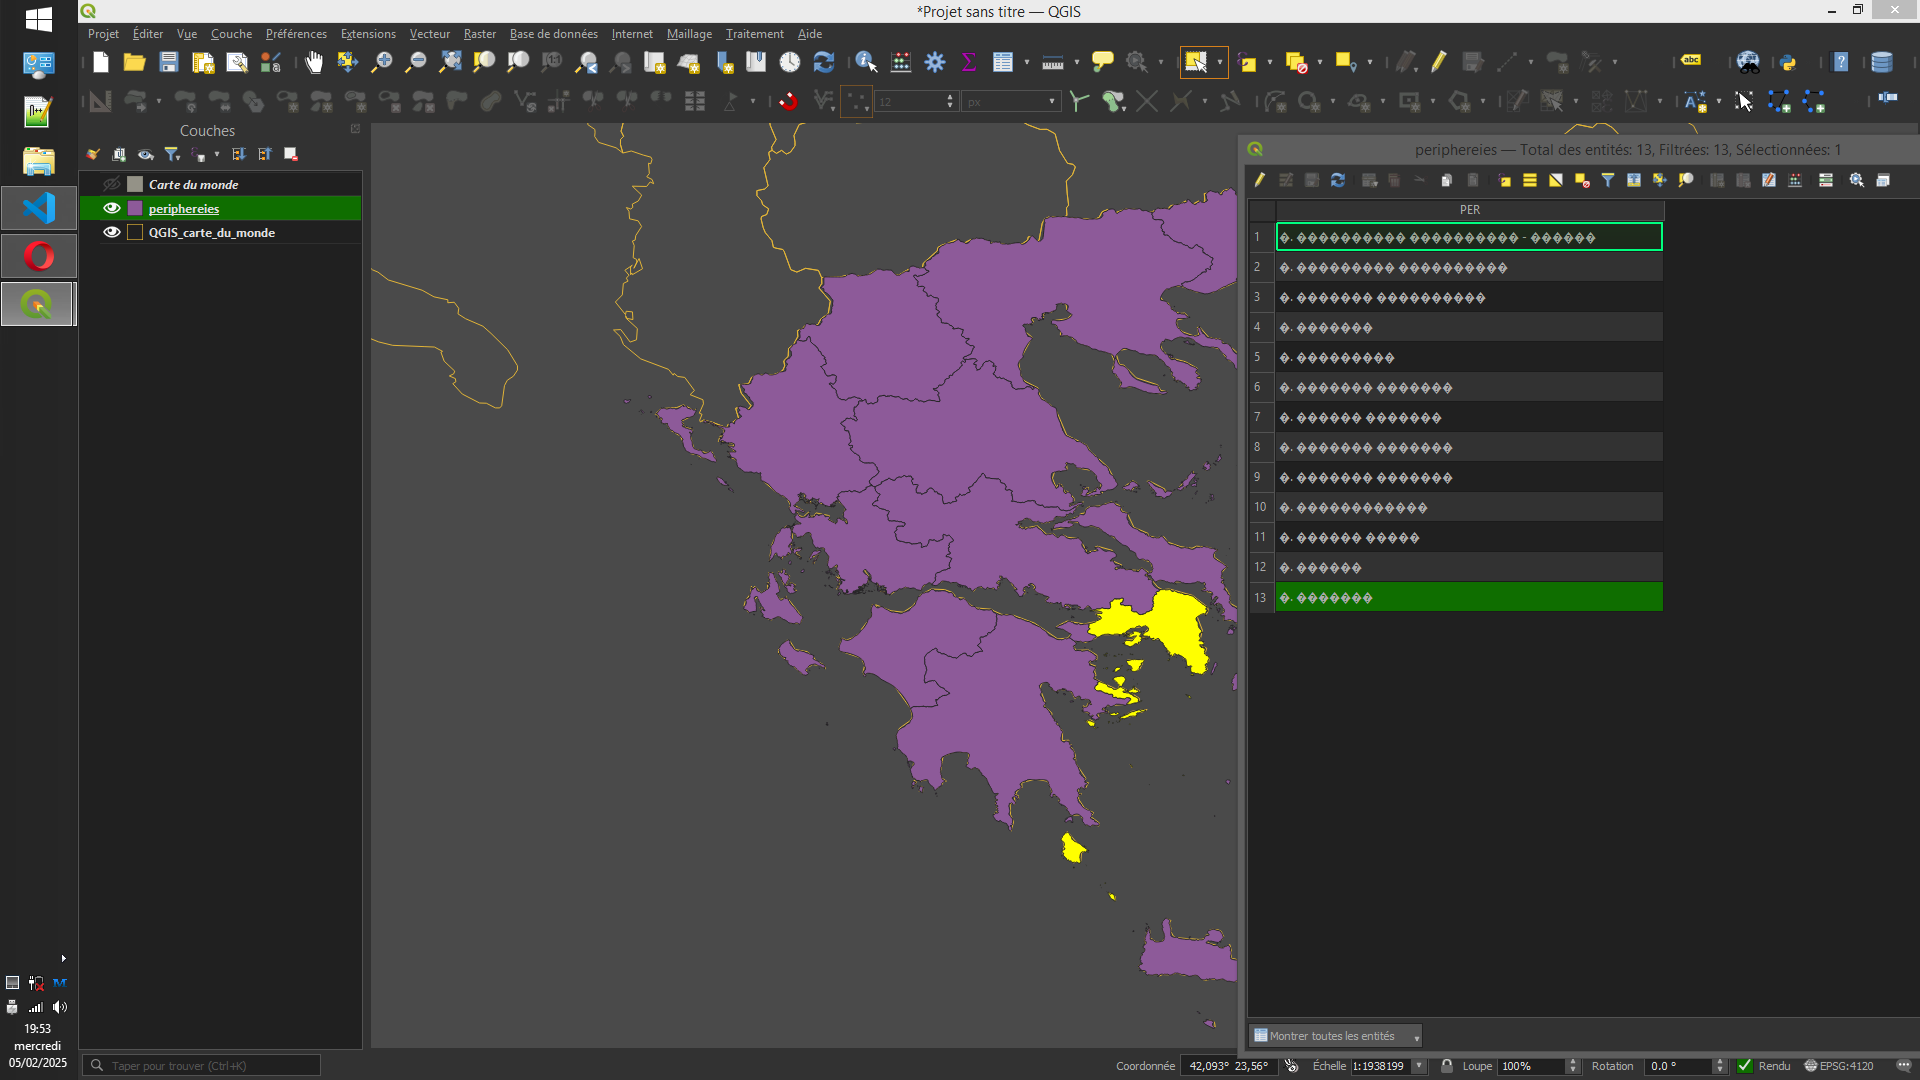 *Projet sans titre — QGIS
Projet Éditer Vue Couche Préférences Extensions Vecteur Raster Base de données Internet Maillage Traitement Aide
abc
12 px
Couches
Carte du monde
periphereies
QGIS_carte_du_monde
periphereies — Total des entités: 13, Filtrées: 13, Sélectionnées: 1
PER
1 �. ���������� ���������� - ������
2 �. ��������� ����������
3 �. ������� ����������
4 �. �������
5 �. ���������
6 �. ������� �������
7 �. ������ �������
8 �. ������� �������
9 �. ������� �������
10 �. ������������
11 �. ������ �����
12 �. ������
13 �. �������
Montrer toutes les entités
19:53
mercredi
05/02/2025
Taper pour trouver (Ctrl+K)
Coordonnée 42,093° 23,56° Échelle 1:1938199 Loupe 100% Rotation 0.0 ° Rendu EPSG:4120